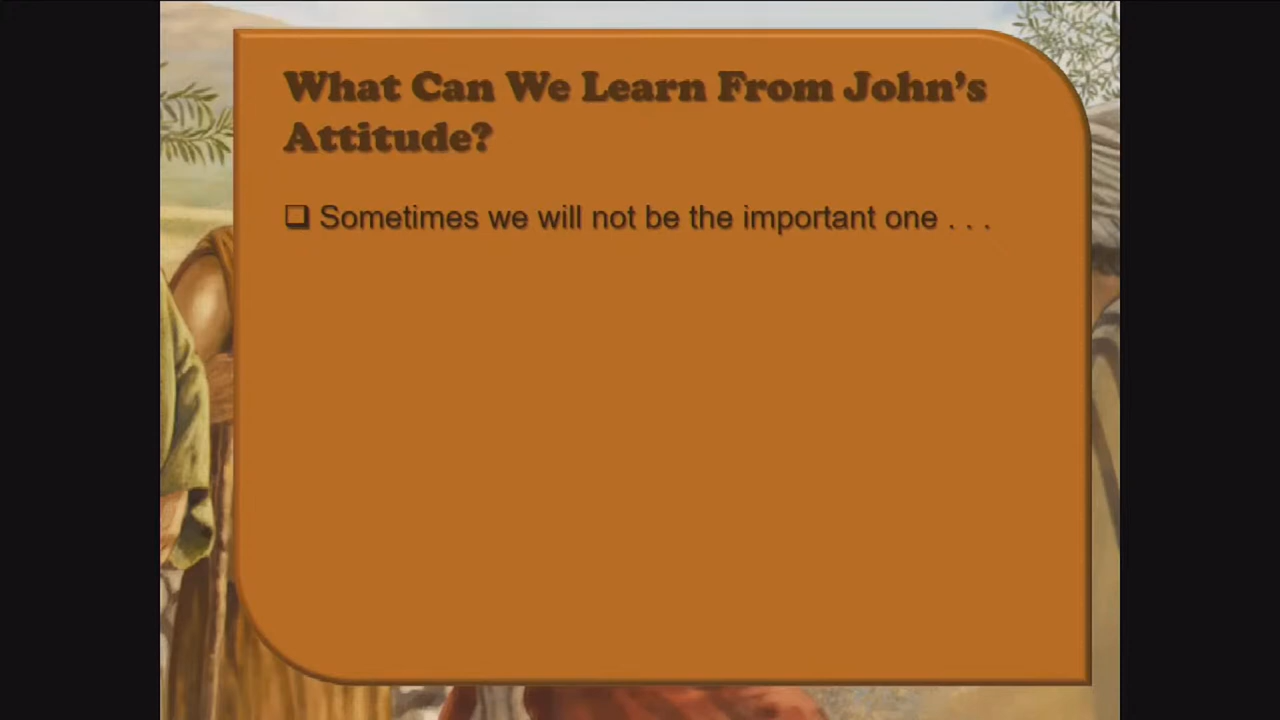 What Can We Learn From John’s
Attitude?
❑ Sometimes we will not be the important one . . .